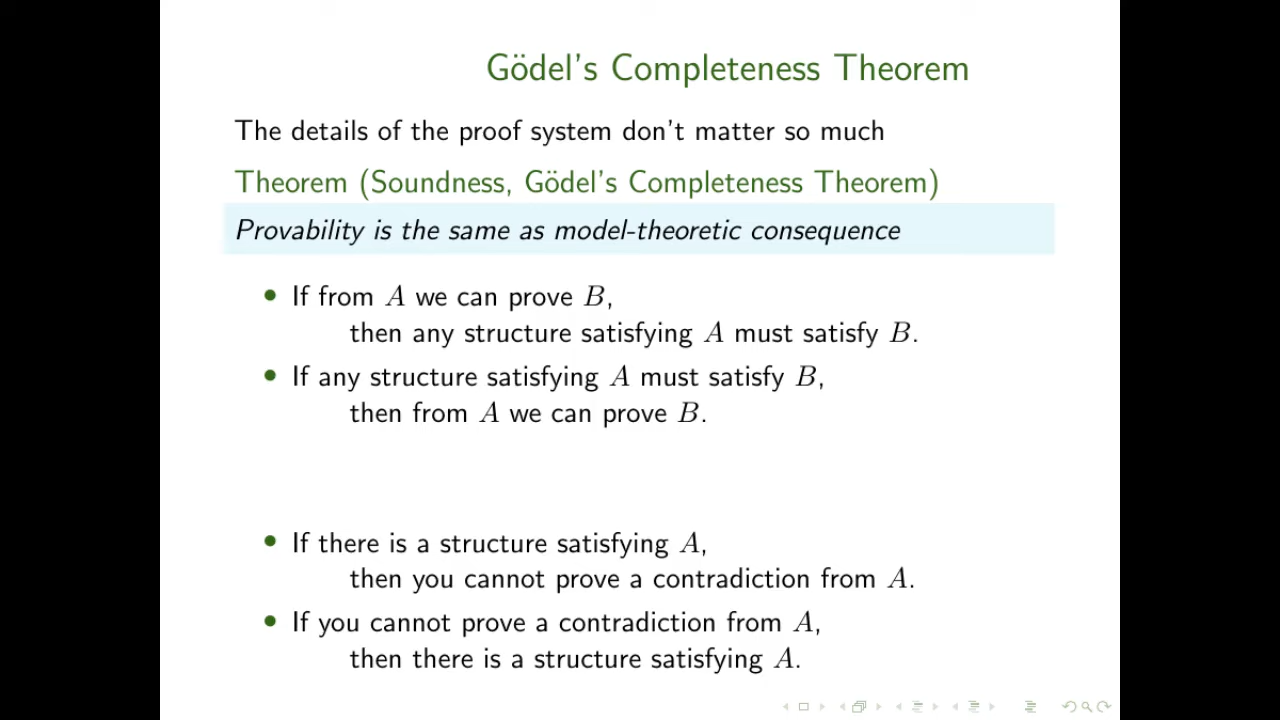 Gödel's Completeness Theorem
The details of the proof system don't matter so much
Theorem (Soundness, Gödel's Completeness Theorem)
Provability is the same as model-theoretic consequence
• If from A we can prove B,
then any structure satisfying A must satisfy B.
• If any structure satisfying A must satisfy B,
then from A we can prove B.
• If there is a structure satisfying A,
then you cannot prove a contradiction from A.
• If you cannot prove a contradiction from A,
then there is a structure satisfying A.